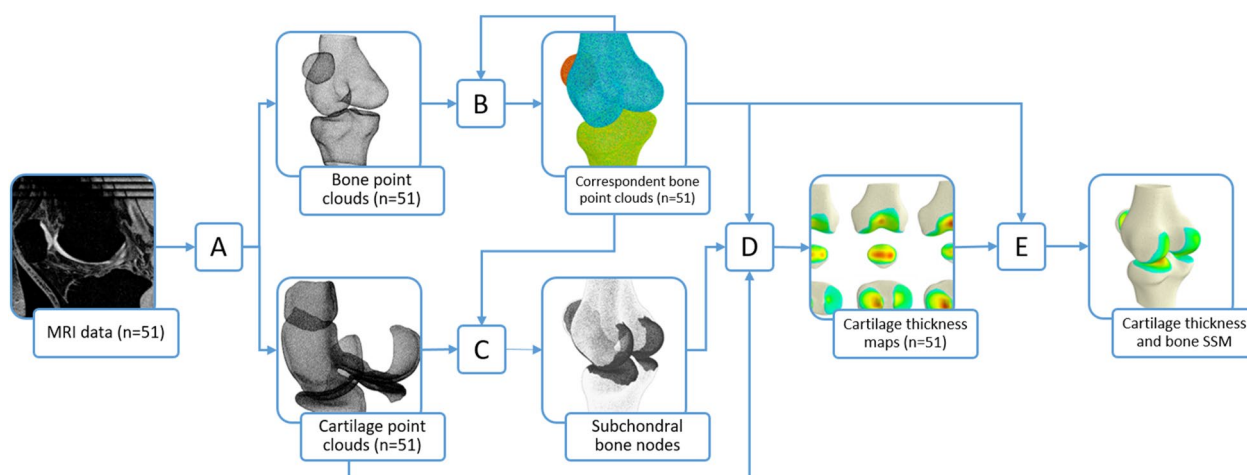 Bone point
clouds (n=51)
B
Correspondent bone
point clouds (n=51)
MRI data (n=51)
A
D
Cartilage thickness
maps (n=51)
E
Cartilage thickness
and bone SSM
Cartilage point
clouds (n=51)
C
Subchondral
bone nodes